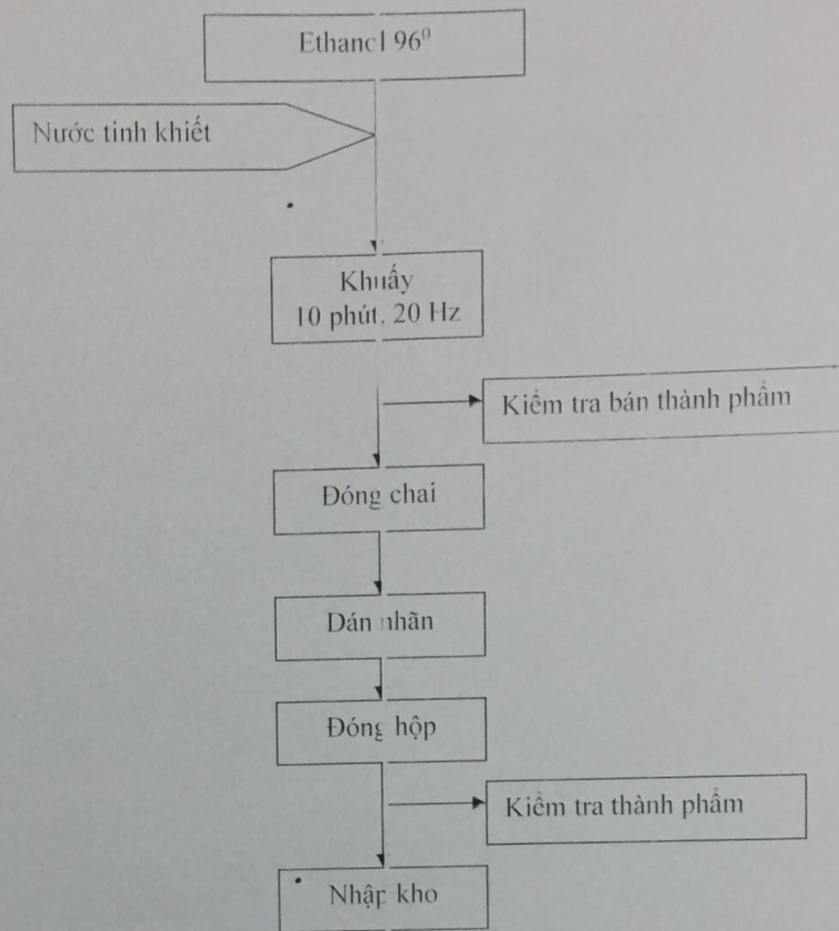 Ethanol 96⁰
Nước tinh khiết
Khuấy
10 phút, 20 Hz
Kiểm tra bán thành phẩm
Đóng chai
Dán nhãn
Đóng hộp
Kiểm tra thành phẩm
Nhập kho